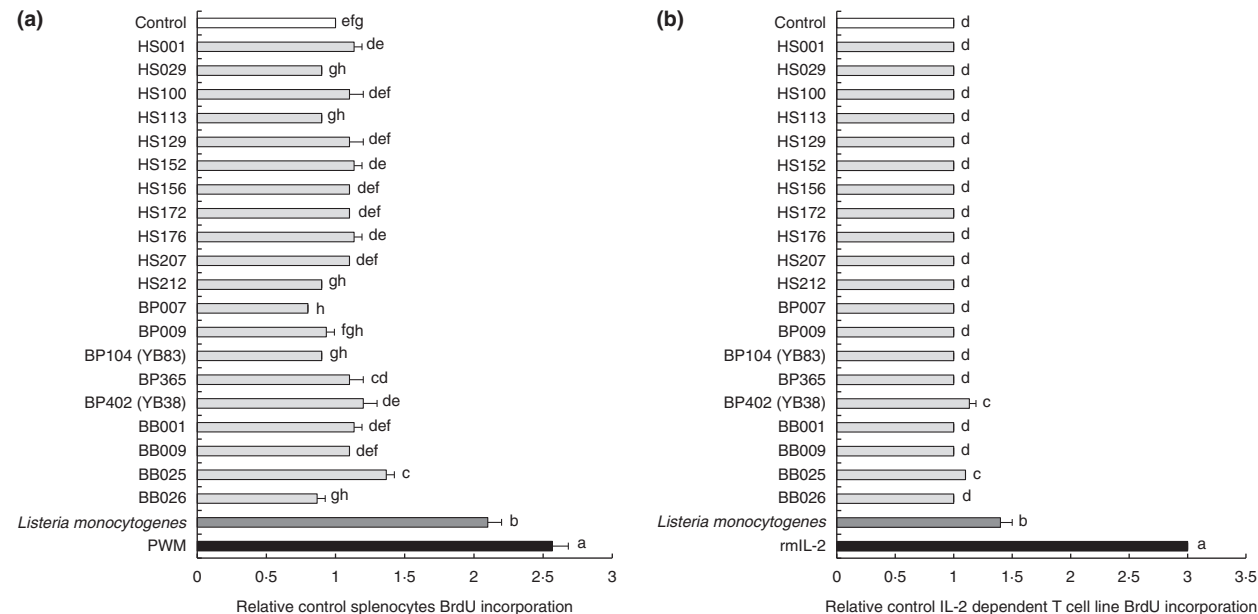 (a)
Control efg
HS001 de
HS029 gh
HS100 def
HS113 gh
HS129 def
HS152 de
HS156 def
HS172 def
HS176 de
HS207 def
HS212 gh
BP007 h
BP009 fgh
BP104 (YB83) gh
BP365 cd
BP402 (YB38) de
BB001 def
BB009 def
BB025 c
BB026 gh
Listeria monocytogenes b
PWM a
0 0·5 1 1·5 2 2·5 3
Relative control splenocytes BrdU incorporation
(b)
Control d
HS001 d
HS029 d
HS100 d
HS113 d
HS129 d
HS152 d
HS156 d
HS172 d
HS176 d
HS207 d
HS212 d
BP007 d
BP009 d
BP104 (YB83) d
BP365 d
BP402 (YB38) c
BB001 d
BB009 d
BB025 c
BB026 d
Listeria monocytogenes b
rmIL-2 a
0 0·5 1 1·5 2 2·5 3 3·5
Relative control IL-2 dependent T cell line BrdU incorporation